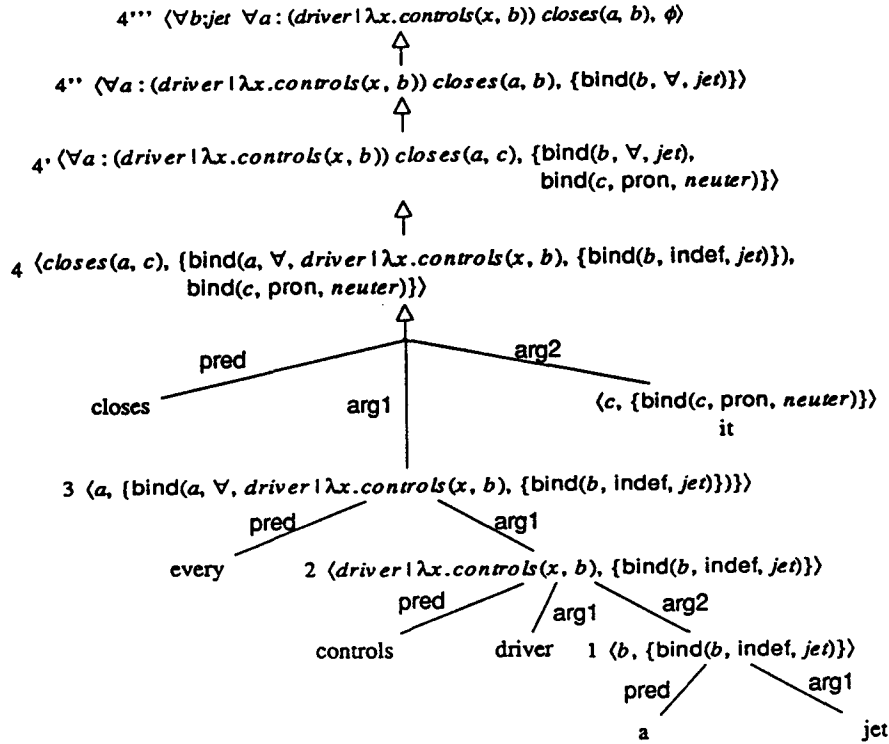 4''' ⟨∀b:jet ∀a : (driver | λx.controls(x, b)) closes(a, b), ϕ⟩
4'' ⟨∀a : (driver | λx.controls(x, b)) closes(a, b), {bind(b, ∀, jet)}⟩
4' ⟨∀a : (driver | λx.controls(x, b)) closes(a, c), {bind(b, ∀, jet),
bind(c, pron, neuter)}⟩
4 ⟨closes(a, c), {bind(a, ∀, driver | λx.controls(x, b), {bind(b, indef, jet)}),
bind(c, pron, neuter)}⟩
pred
arg1
arg2
closes
⟨c, {bind(c, pron, neuter)}⟩
it
3 ⟨a, {bind(a, ∀, driver | λx.controls(x, b), {bind(b, indef, jet)})}⟩
pred
arg1
every
2 ⟨driver | λx.controls(x, b), {bind(b, indef, jet)}⟩
pred
arg1
arg2
controls
driver
1 ⟨b, {bind(b, indef, jet)}⟩
pred
arg1
a
jet